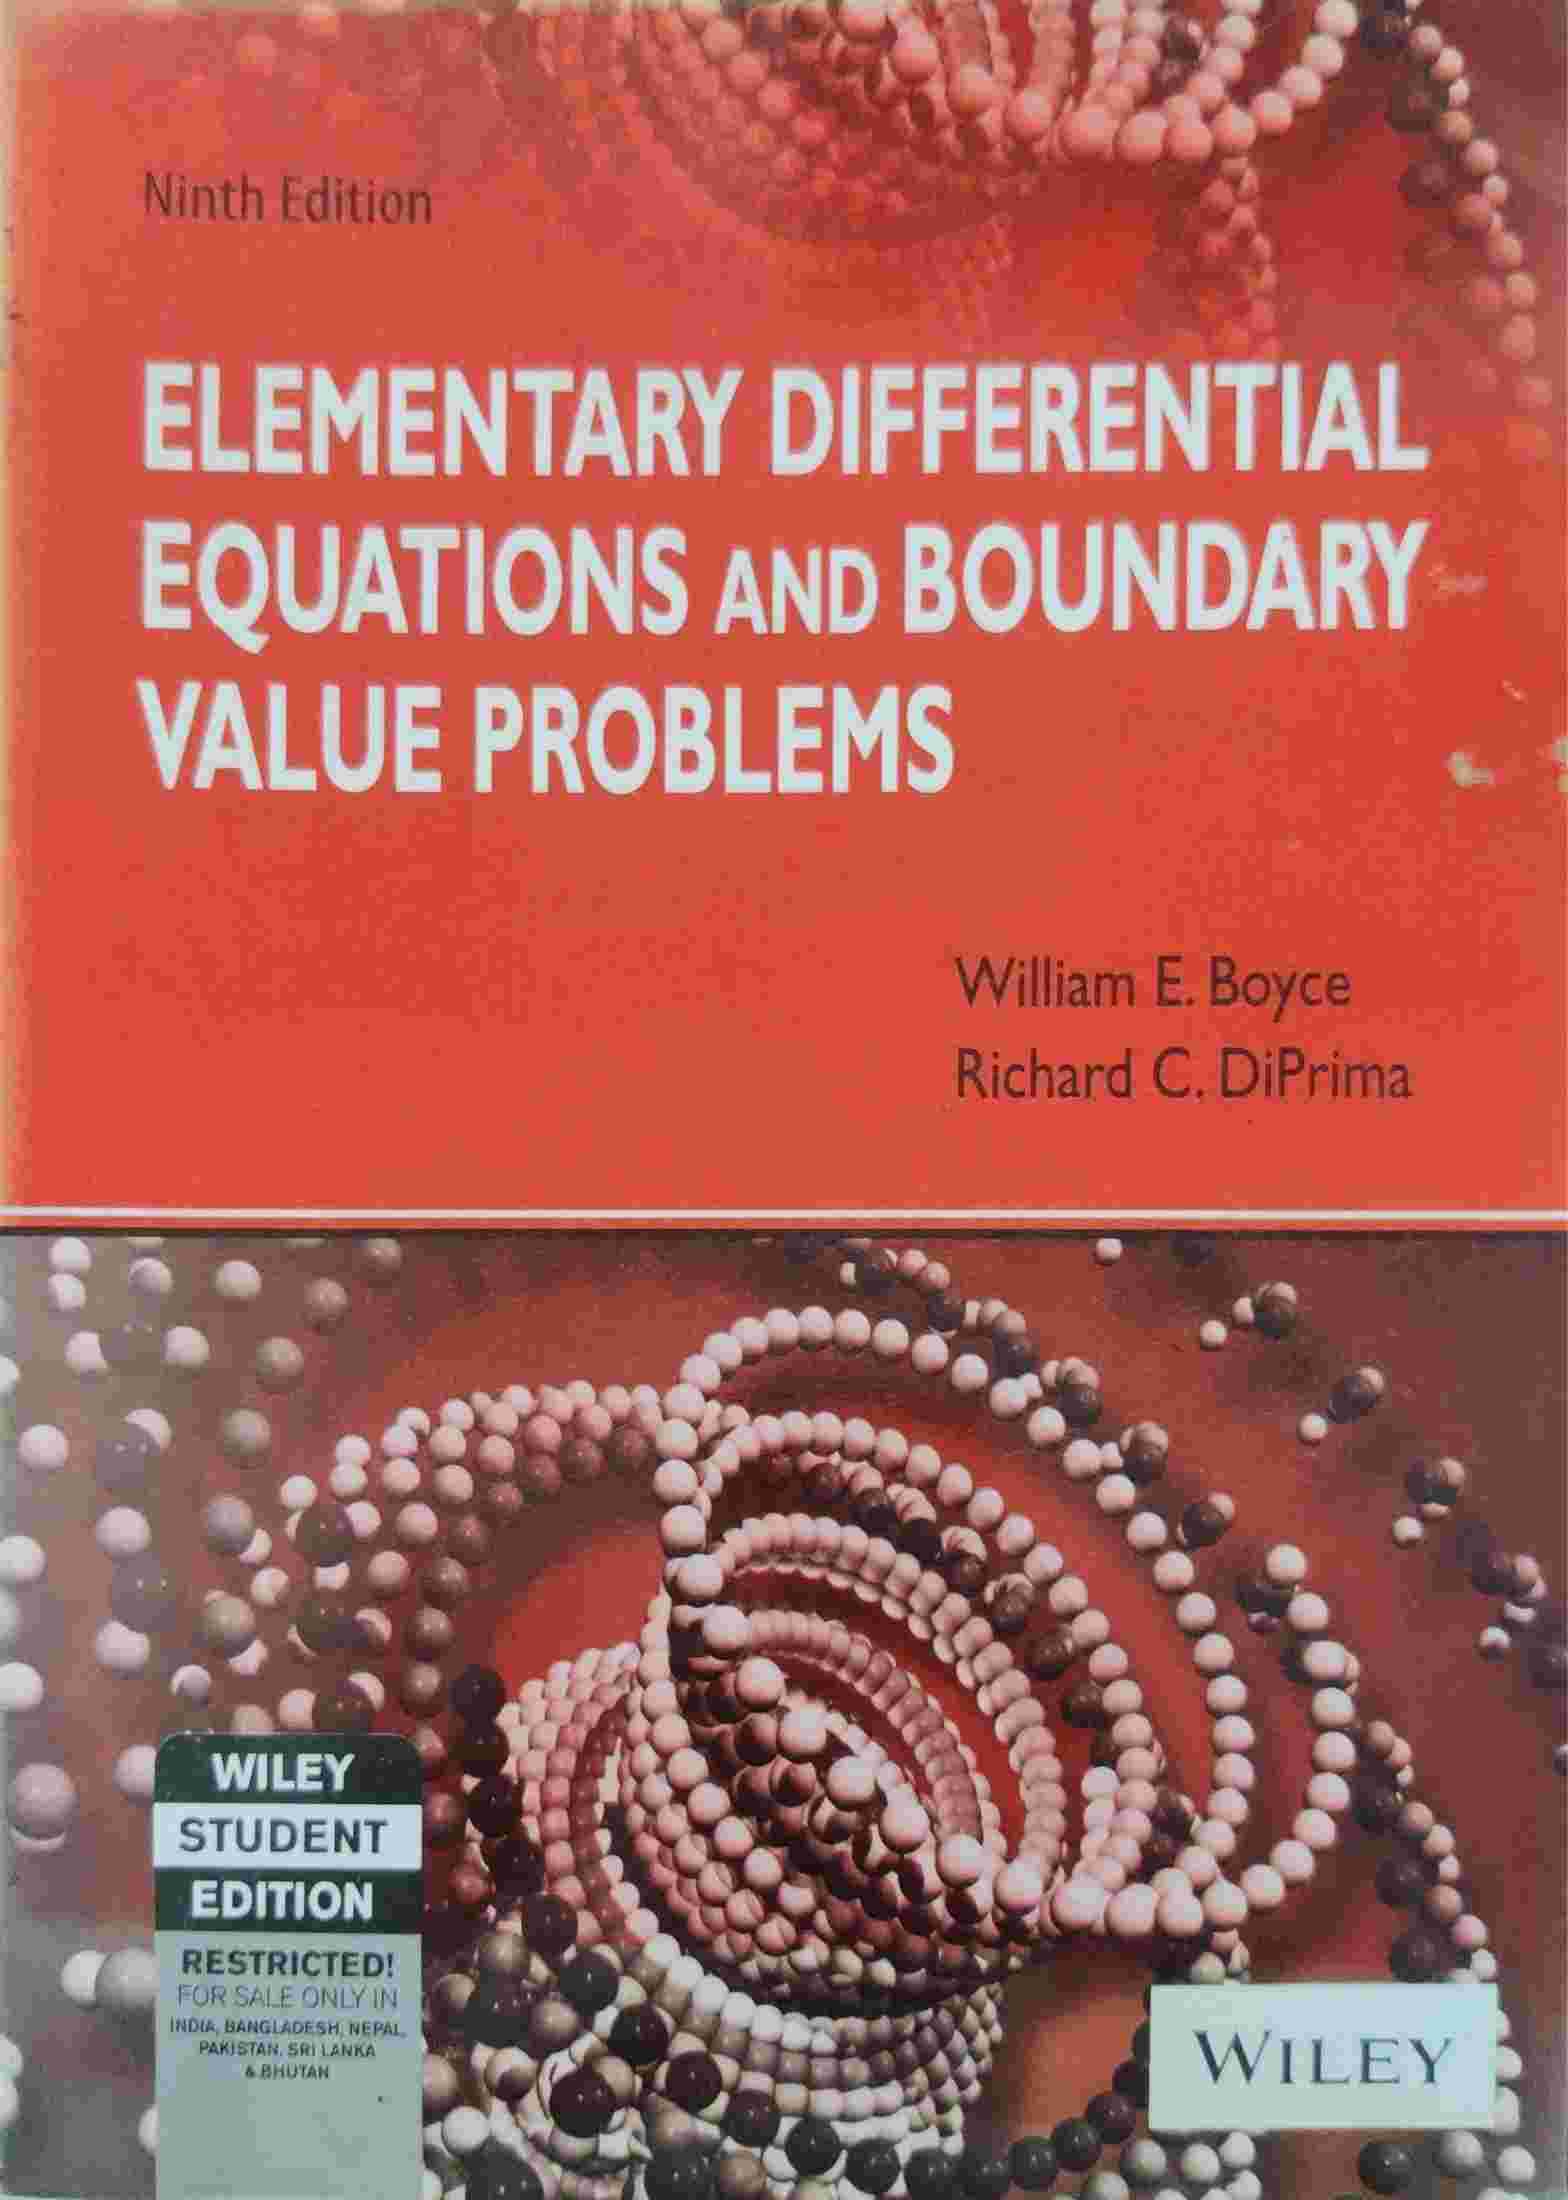 Ninth Edition
ELEMENTARY DIFFERENTIAL
EQUATIONS AND BOUNDARY
VALUE PROBLEMS
William E. Boyce
Richard C. DiPrima
WILEY
STUDENT
EDITION
RESTRICTED!
FOR SALE ONLY IN
INDIA, BANGLADESH, NEPAL,
PAKISTAN, SRI LANKA
& BHUTAN
WILEY